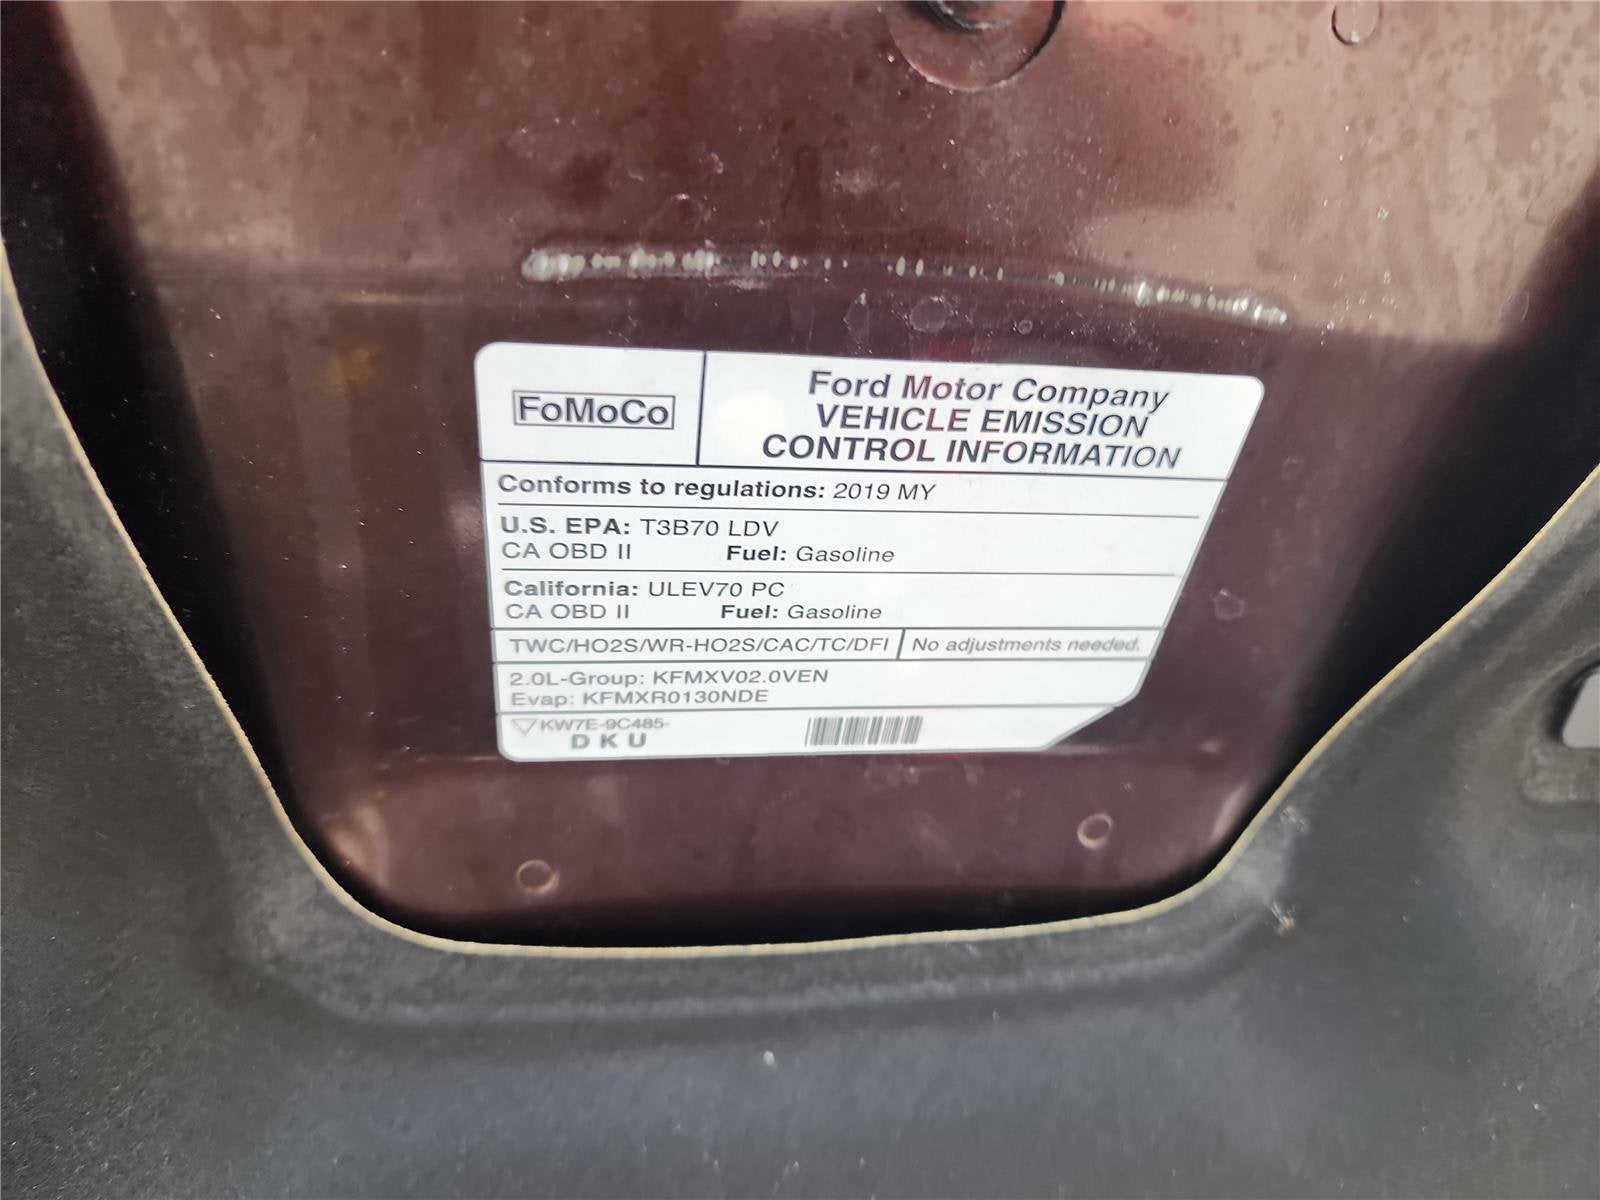 FoMoCo
Ford Motor Company
VEHICLE EMISSION
CONTROL INFORMATION
Conforms to regulations: 2019 MY
U.S. EPA: T3B70 LDV
CA OBD II Fuel: Gasoline
California: ULEV70 PC
CA OBD II Fuel: Gasoline
TWC/HO2S/WR-HO2S/CAC/TC/DFI No adjustments needed.
2.0L-Group: KFMXV02.0VEN
Evap: KFMXR0130NDE
KW7E-9C485-
DKU